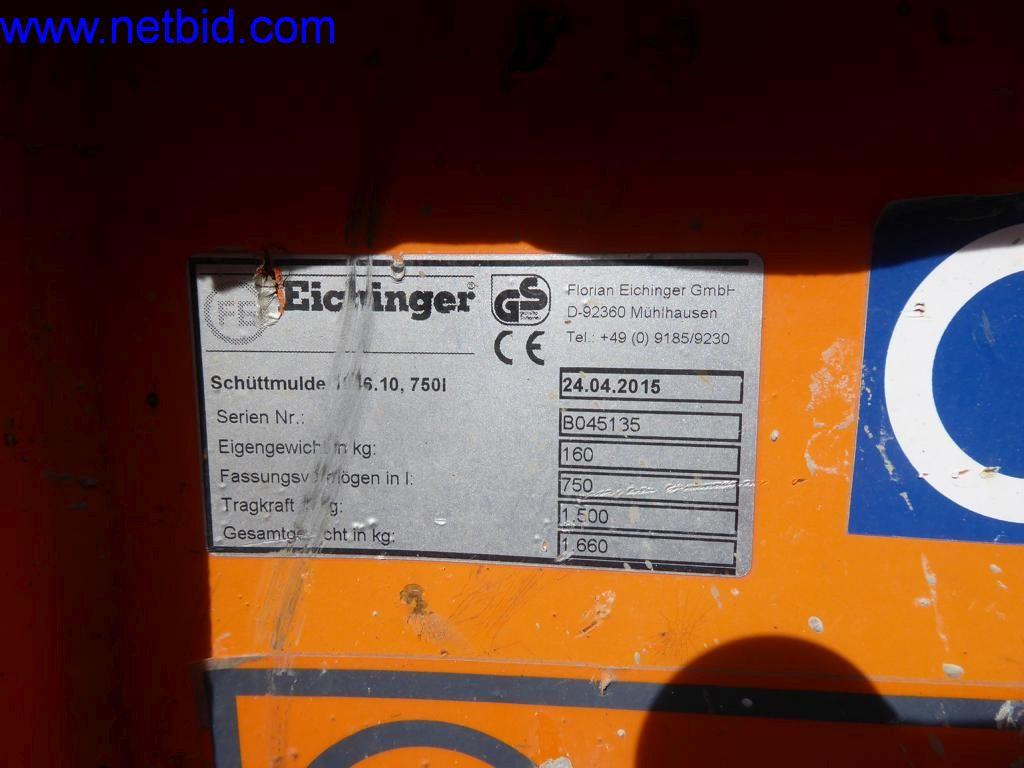 www.netbid.com
FE Eichinger®
GS
CE
Florian Eichinger GmbH
D-92360 Mühlhausen
Tel.: +49 (0) 9185/9230
Schüttmulde 750l
24.04.2015
Serien Nr.: B045135
Eigengewicht in kg: 160
Fassungsvermögen in l: 750
Tragkraft in kg: 1.500
Gesamtgewicht in kg: 1.660